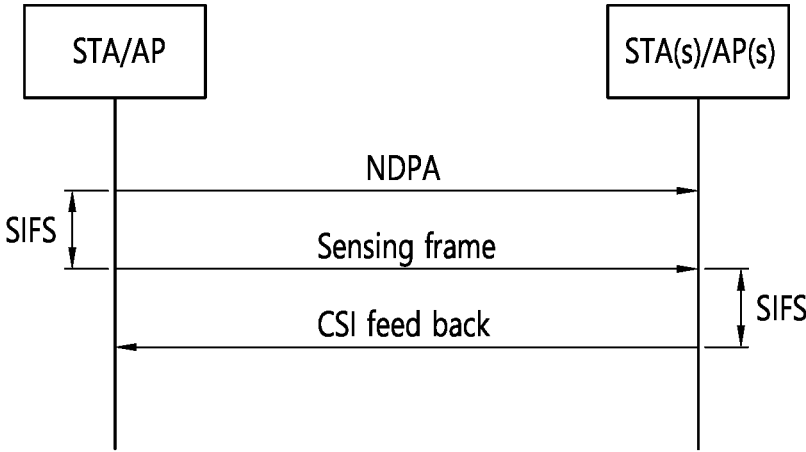 STA/AP
STA(s)/AP(s)
NDPA
SIFS
Sensing frame
SIFS
CSI feed back